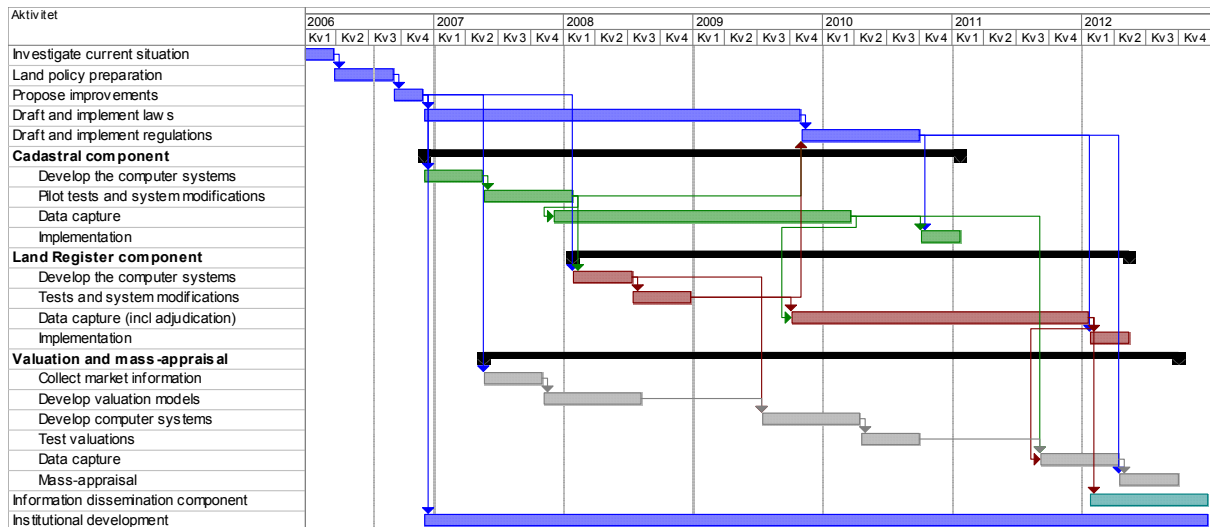 Aktivitet
2006 2007 2008 2009 2010 2011 2012
Kv 1 Kv 2 Kv 3 Kv 4 Kv 1 Kv 2 Kv 3 Kv 4 Kv 1 Kv 2 Kv 3 Kv 4 Kv 1 Kv 2 Kv 3 Kv 4 Kv 1 Kv 2 Kv 3 Kv 4 Kv 1 Kv 2 Kv 3 Kv 4 Kv 1 Kv 2 Kv 3 Kv 4
Investigate current situation
Land policy preparation
Propose improvements
Draft and implement laws
Draft and implement regulations
Cadastral component
Develop the computer systems
Pilot tests and system modifications
Data capture
Implementation
Land Register component
Develop the computer systems
Tests and system modifications
Data capture (incl adjudication)
Implementation
Valuation and mass-appraisal
Collect market information
Develop valuation models
Develop computer systems
Test valuations
Data capture
Mass-appraisal
Information dissemination component
Institutional development